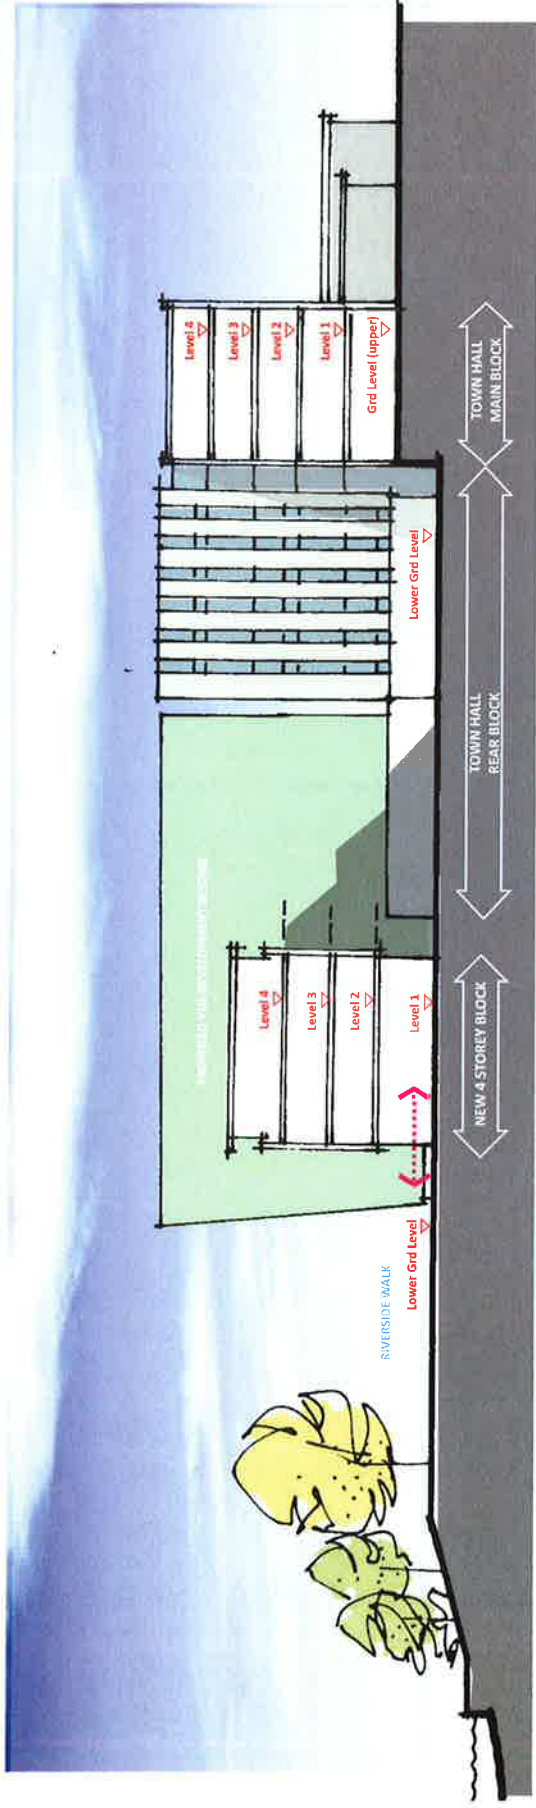 PROPOSED VUE
Level 4
Level 3
Level 2
Level 1
Grd Level (upper)
Level 4
Level 3
Level 2
Level 1
RIVERSIDE WALK
Lower Grd Level
Lower Grd Level
NEW 4 STOREY BLOCK
TOWN HALL
REAR BLOCK
TOWN HALL
MAIN BLOCK